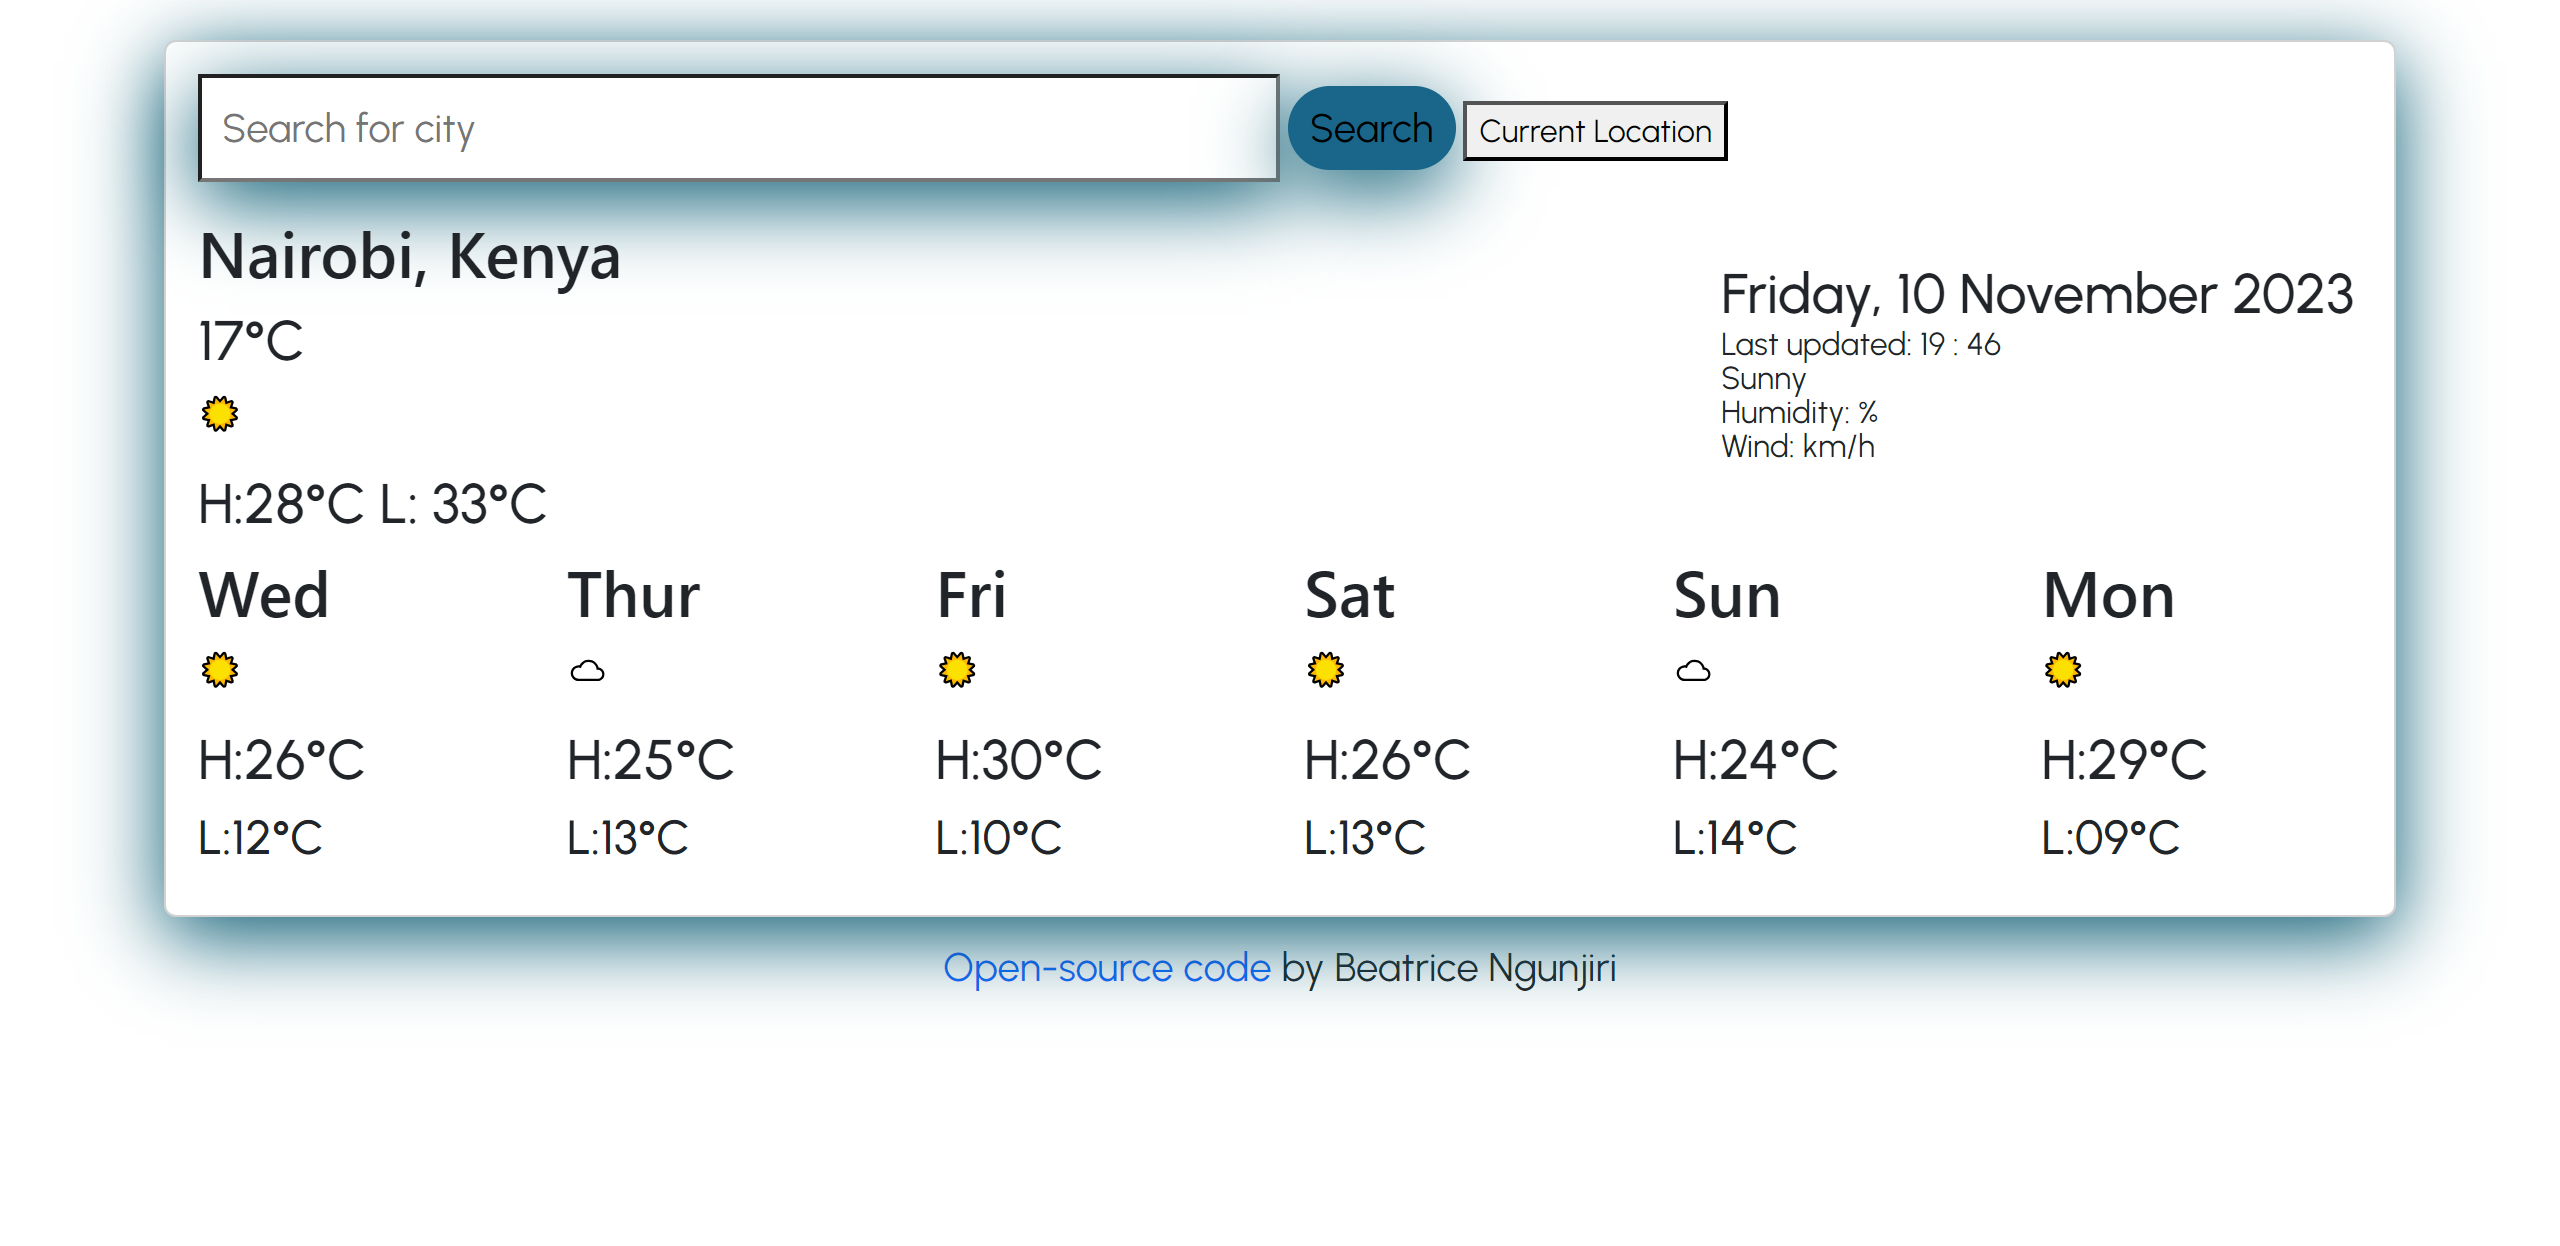 Search for city
Search
Current Location
Nairobi, Kenya
17°C
H:28°C L: 33°C
Friday, 10 November 2023
Last updated: 19 : 46
Sunny
Humidity: %
Wind: km/h
Wed
H:26°C
L:12°C
Thur
H:25°C
L:13°C
Fri
H:30°C
L:10°C
Sat
H:26°C
L:13°C
Sun
H:24°C
L:14°C
Mon
H:29°C
L:09°C
Open-source code by Beatrice Ngunjiri